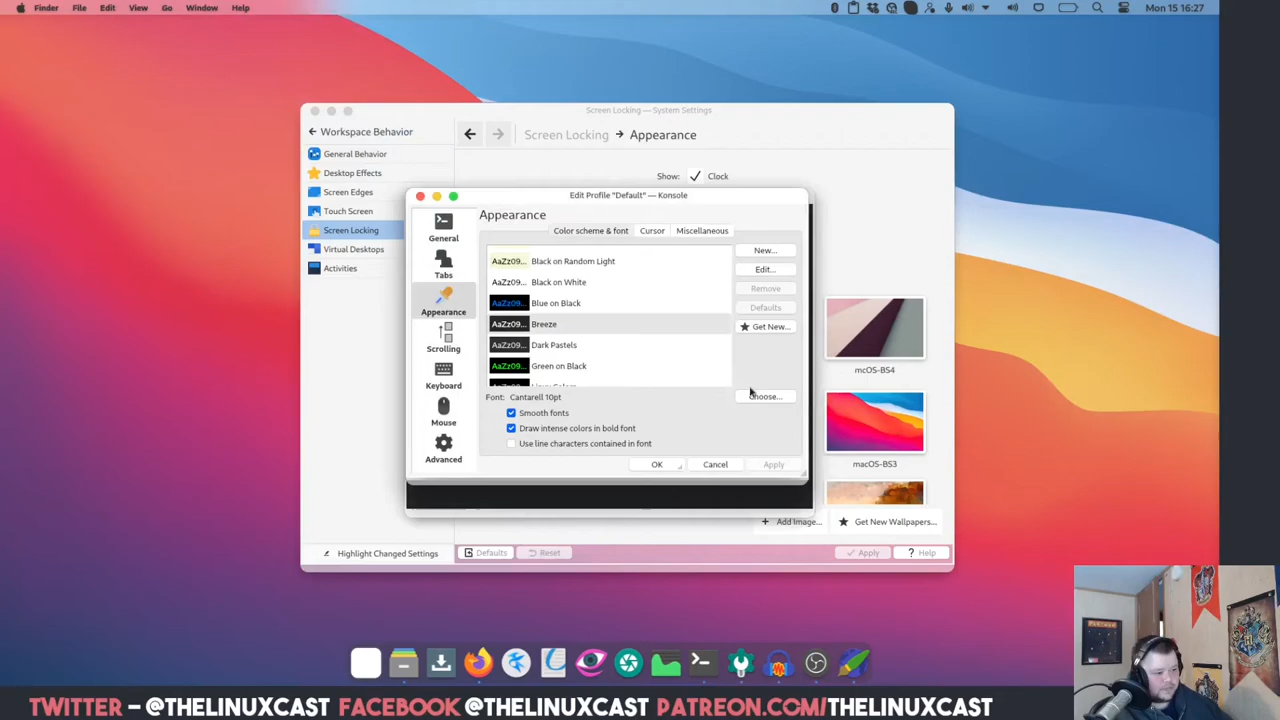 Finder File Edit View Go Window Help
Mon 15 16:27
Screen Locking — System Settings
Workspace Behavior
Screen Locking → Appearance
General Behavior
Desktop Effects
Screen Edges
Touch Screen
Screen Locking
Virtual Desktops
Activities
Show: Clock
Edit Profile "Default" — Konsole
General
Tabs
Appearance
Scrolling
Keyboard
Mouse
Advanced
Appearance
Color scheme & font Cursor Miscellaneous
AaZz09... Black on Random Light
AaZz09... Black on White
AaZz09... Blue on Black
AaZz09... Breeze
AaZz09... Dark Pastels
AaZz09... Green on Black
New...
Edit...
Remove
Defaults
Get New...
Font: Cantarell 10pt
Choose...
Smooth fonts
Draw intense colors in bold font
Use line characters contained in font
OK Cancel Apply
mcOS-BS4
macOS-BS3
Add Image... Get New Wallpapers...
Highlight Changed Settings
Defaults Reset Apply Help
TWITTER – @THELINUXCAST FACEBOOK @THELINUXCAST PATREON.COM/THELINUXCAST